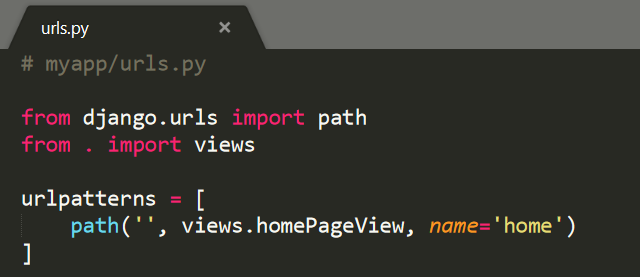 urls.py ×
# myapp/urls.py
from django.urls import path
from . import views
urlpatterns = [
    path('', views.homePageView, name='home')
]